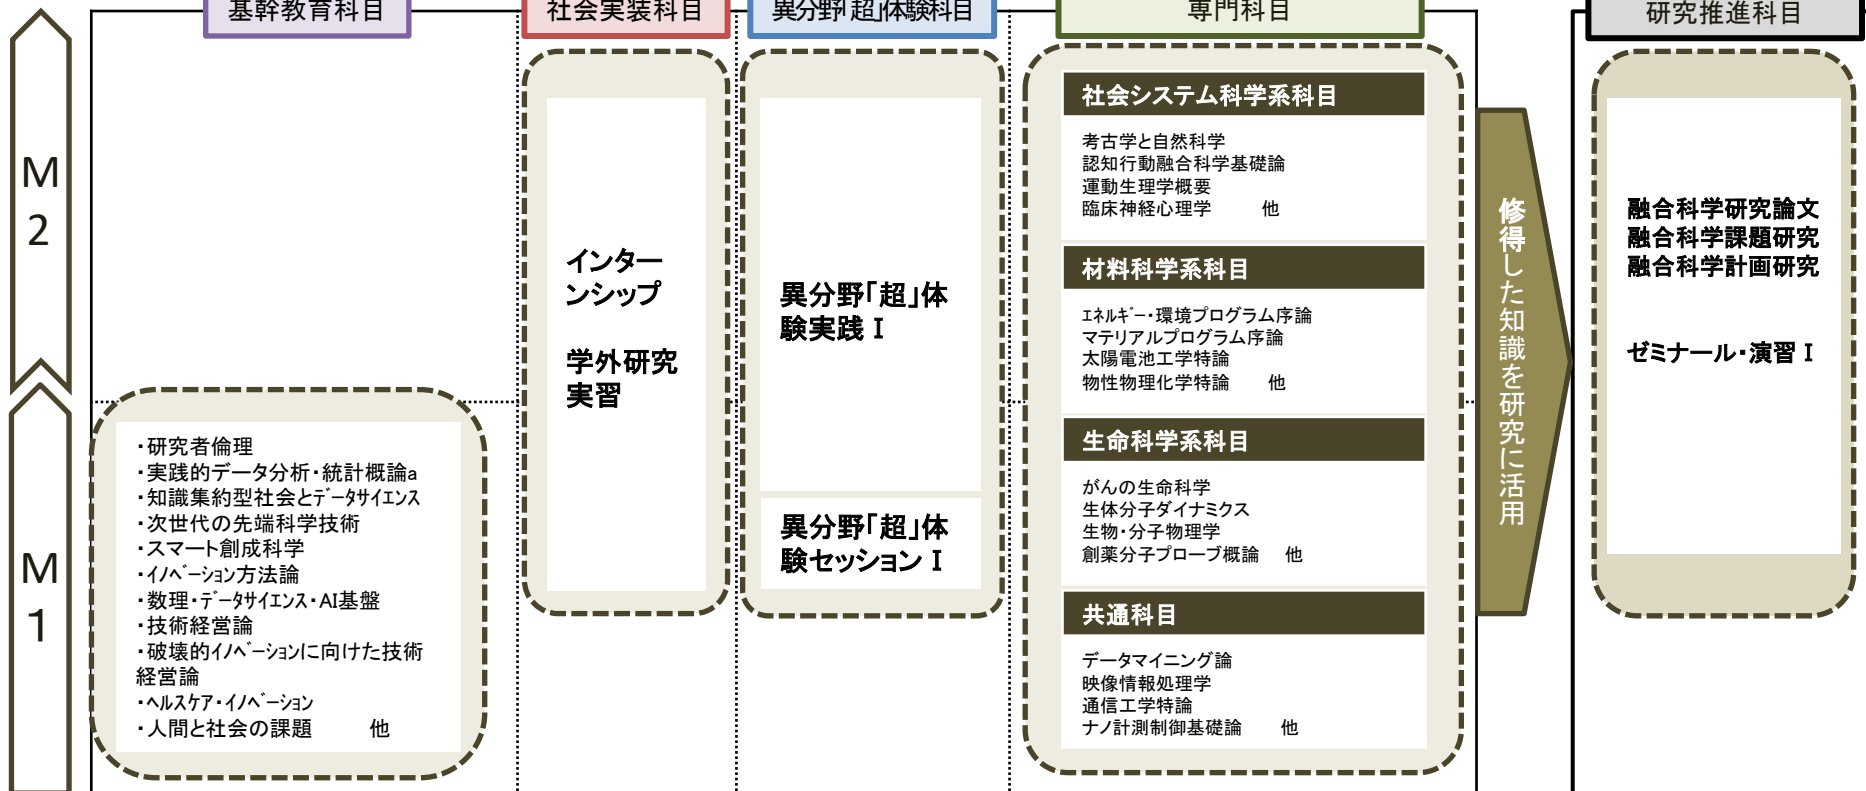 基幹教育科目
社会実装科目
異分野「超」体験科目
専門科目
研究推進科目
M
2
M
1
・研究者倫理
・実践的データ分析・統計概論a
・知識集約型社会とデータサイエンス
・次世代の先端科学技術
・スマート創成科学
・イノベーション方法論
・数理・データサイエンス・AI基盤
・技術経営論
・破壊的イノベーションに向けた技術
経営論
・ヘルスケア・イノベーション
・人間と社会の課題　　他
インター
ンシップ
学外研究
実習
異分野「超」体
験実践Ⅰ
異分野「超」体
験セッションⅠ
社会システム科学系科目
考古学と自然科学
認知行動融合科学基礎論
運動生理学概要
臨床神経心理学　　他
材料科学系科目
エネルギー・環境プログラム序論
マテリアルプログラム序論
太陽電池工学特論
物性物理化学特論　　他
生命科学系科目
がんの生命科学
生体分子ダイナミクス
生物・分子物理学
創薬分子プローブ概論　他
共通科目
データマイニング論
映像情報処理学
通信工学特論
ナノ計測制御基礎論　　他
修得した知識を研究に活用
融合科学研究論文
融合科学課題研究
融合科学計画研究
ゼミナール・演習Ⅰ